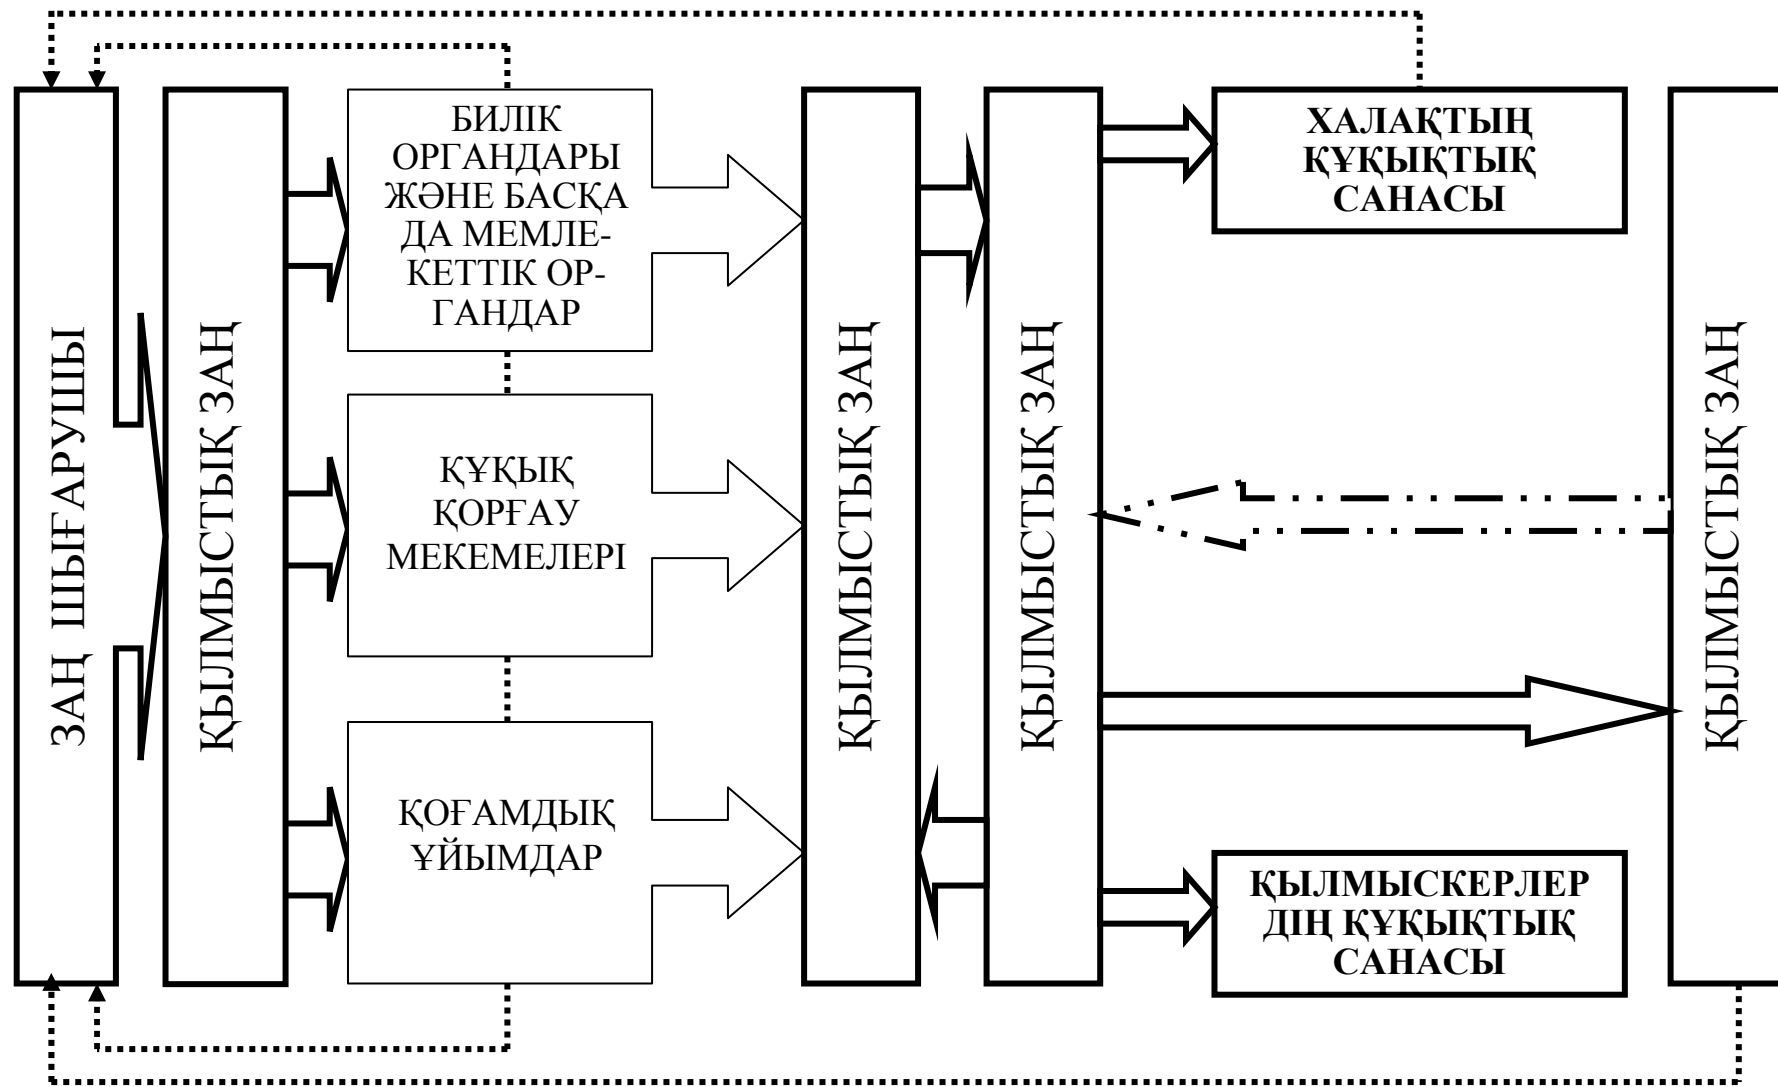 ЗАҢ ШЫҒАРУШЫ
ҚЫЛМЫСТЫҚ ЗАҢ
БИЛІК
ОРГАНДАРЫ
ЖӘНЕ БАСҚА
ДА МЕМЛЕ-
КЕТТІК ОР-
ГАНДАР
ҚҰҚЫҚ
ҚОРҒАУ
МЕКЕМЕЛЕРІ
ҚОҒАМДЫҚ
ҰЙЫМДАР
ҚЫЛМЫСТЫҚ ЗАҢ
ҚЫЛМЫСТЫҚ ЗАҢ
ХАЛАҚТЫҢ
ҚҰҚЫҚТЫҚ
САНАСЫ
ҚЫЛМЫСКЕРЛЕР
ДІҢ ҚҰҚЫҚТЫҚ
САНАСЫ
ҚЫЛМЫСТЫҚ ЗАҢ